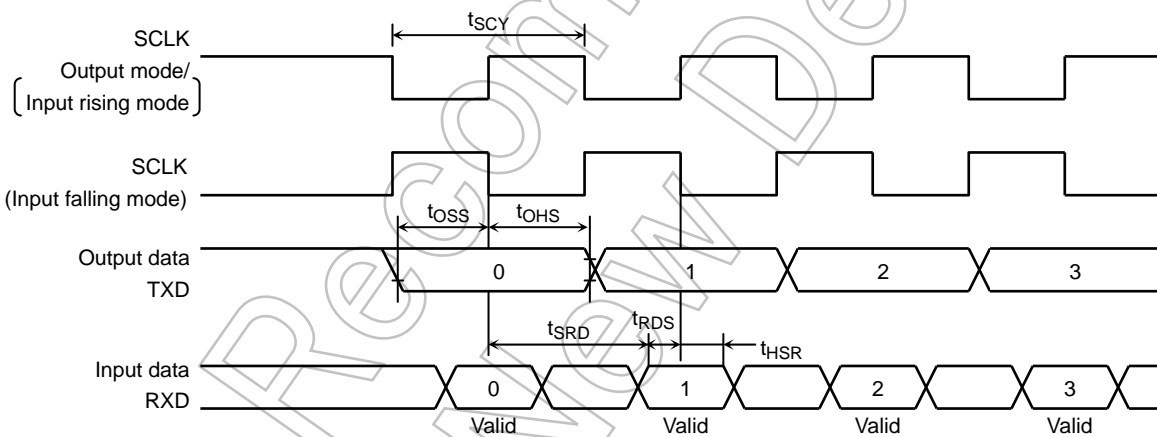 tSCY
SCLK
Output mode/
Input rising mode
SCLK
(Input falling mode)
tOSS
tOHS
Output data
TXD
0
1
2
3
tSRD
tRDS
tHSR
Input data
RXD
0
1
2
3
Valid
Valid
Valid
Valid